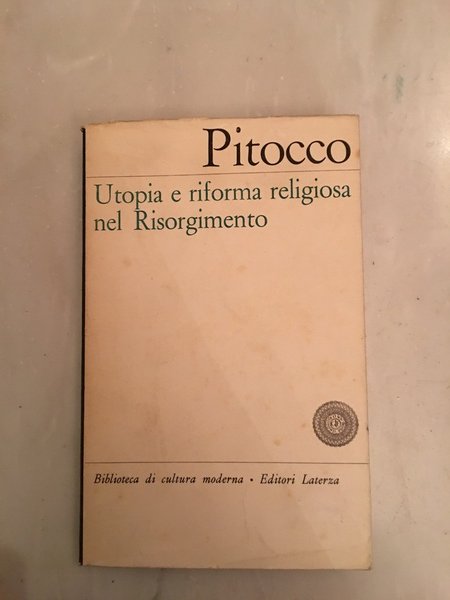 Pitocco
Utopia e riforma religiosa
nel Risorgimento
Biblioteca di cultura moderna • Editori Laterza